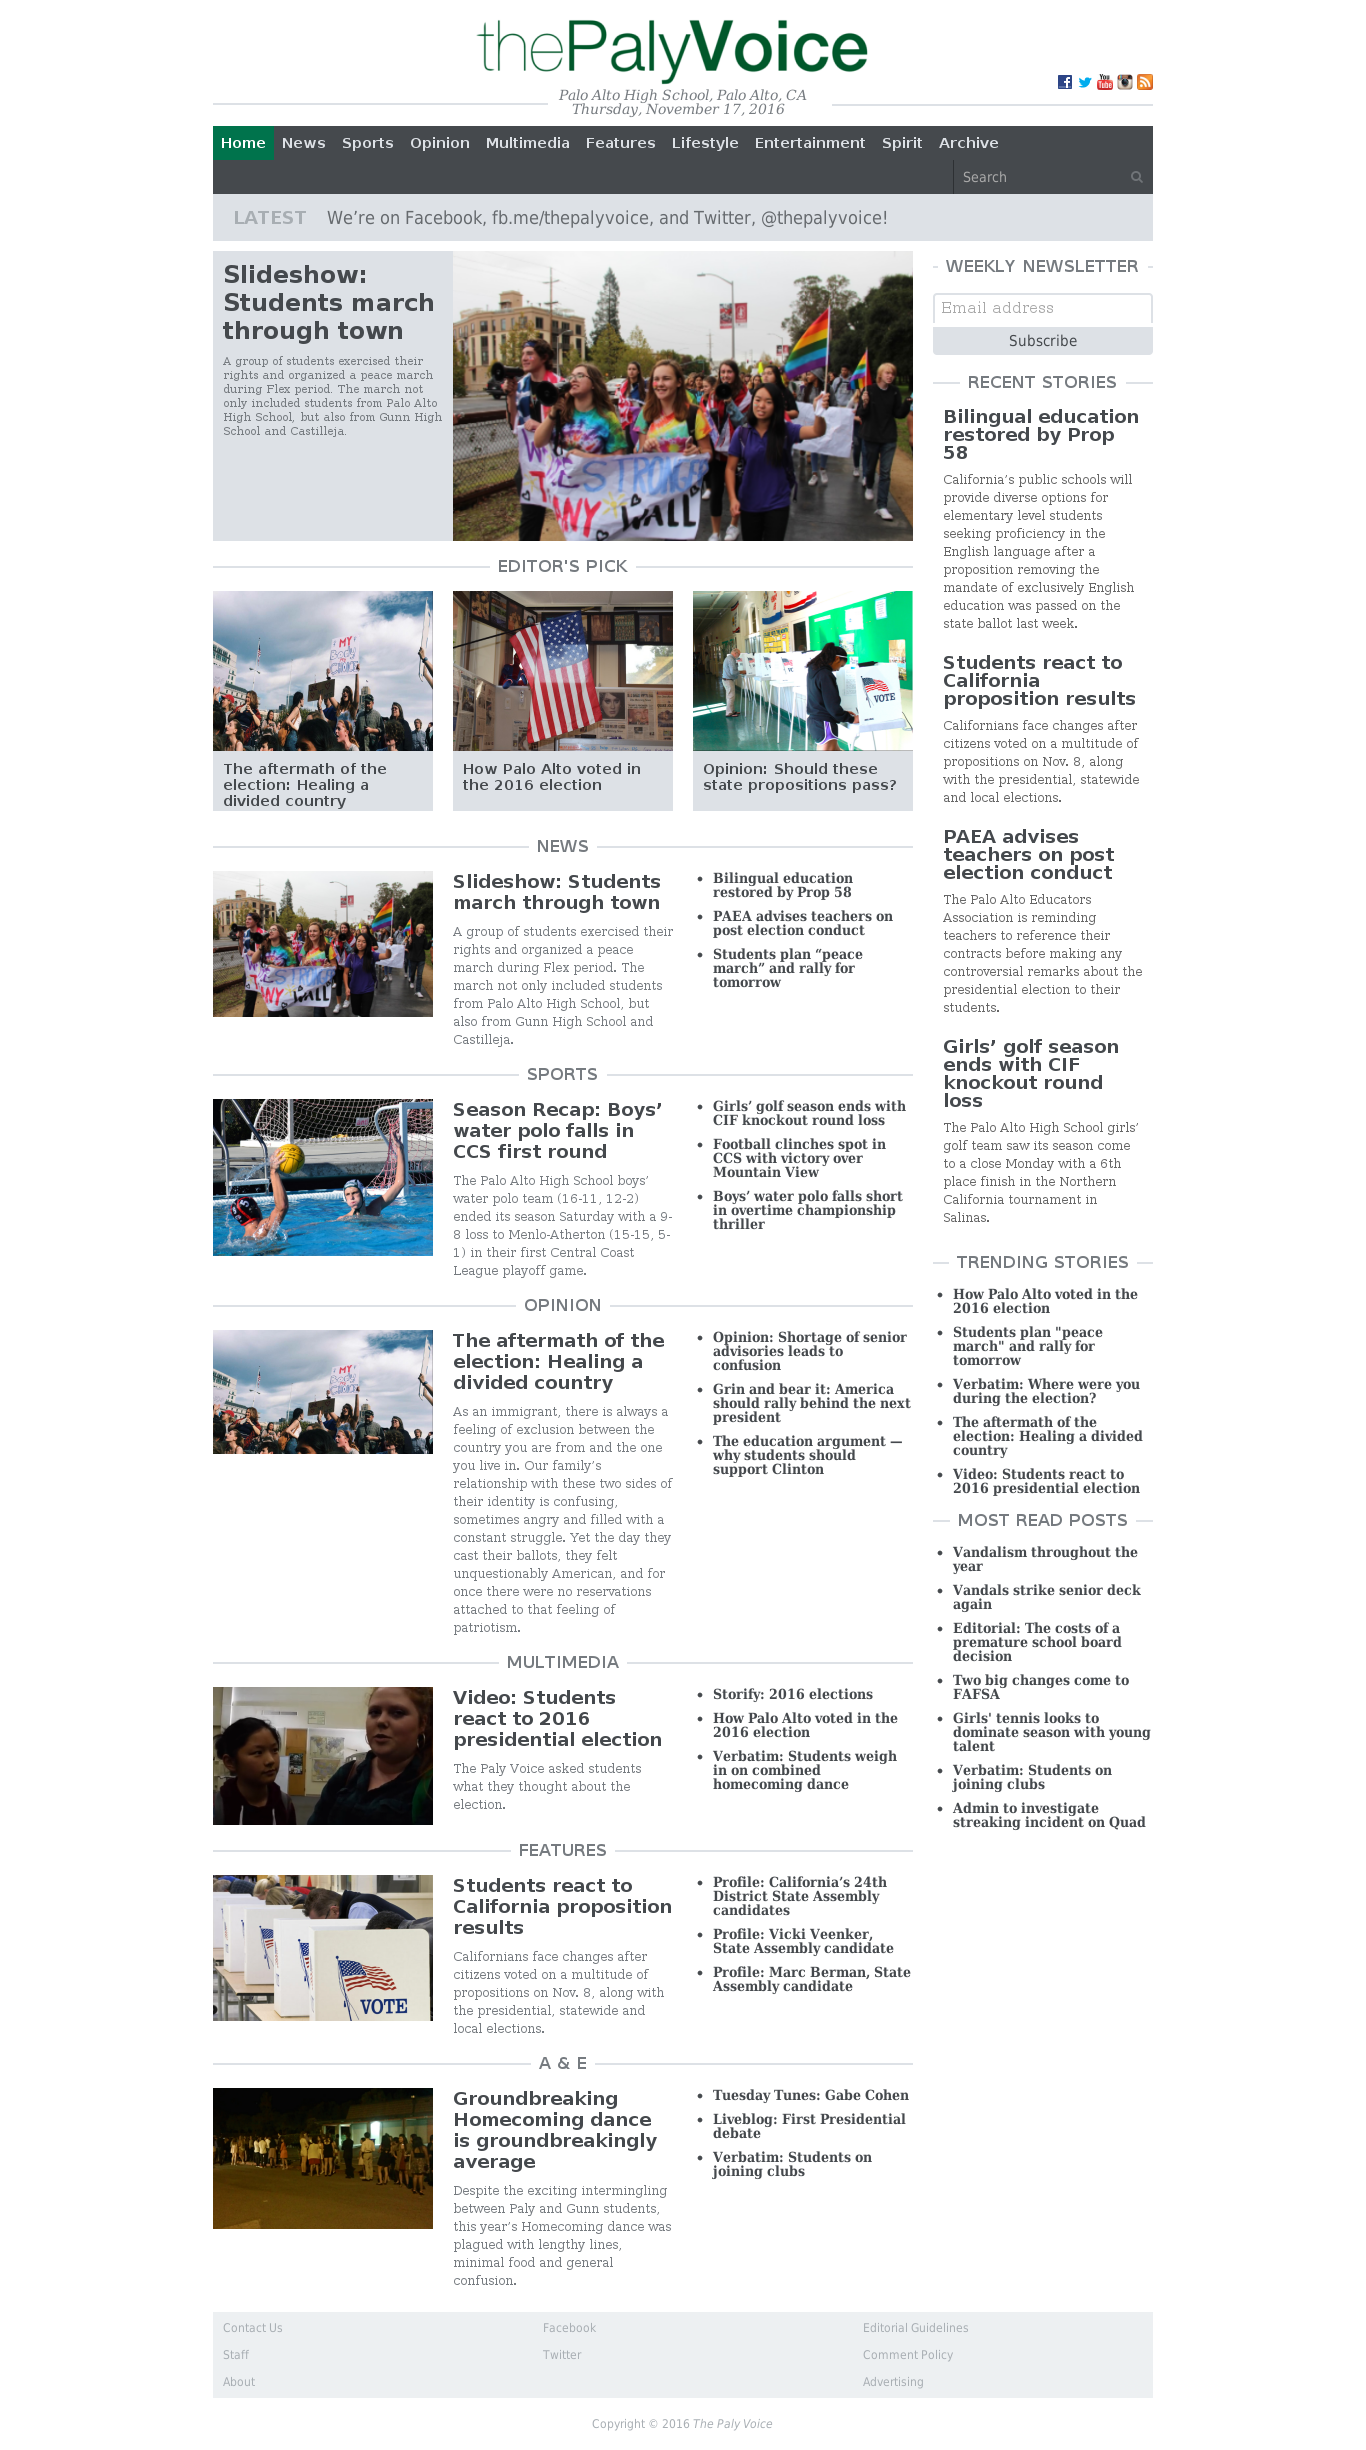 thePalyVoice
Palo Alto High School, Palo Alto, CA
Thursday, November 17, 2016
Home News Sports Opinion Multimedia Features Lifestyle Entertainment Spirit Archive
Search
LATEST We’re on Facebook, fb.me/thepalyvoice, and Twitter, @thepalyvoice!
Slideshow:
Students march
through town
A group of students exercised their
rights and organized a peace march
during Flex period. The march not
only included students from Palo Alto
High School, but also from Gunn High
School and Castilleja.
EDITOR'S PICK
MY
BODY
CHOICE
VOTE
The aftermath of the
election: Healing a
divided country
How Palo Alto voted in
the 2016 election
Opinion: Should these
state propositions pass?
NEWS
Slideshow: Students
march through town
A group of students exercised their
rights and organized a peace
march during Flex period. The
march not only included students
from Palo Alto High School, but
also from Gunn High School and
Castilleja.
Bilingual education
restored by Prop 58
PAEA advises teachers on
post election conduct
Students plan “peace
march” and rally for
tomorrow
SPORTS
Season Recap: Boys’
water polo falls in
CCS first round
The Palo Alto High School boys’
water polo team (16-11, 12-2)
ended its season Saturday with a 9-
8 loss to Menlo-Atherton (15-15, 5-
1) in their first Central Coast
League playoff game.
Girls’ golf season ends with
CIF knockout round loss
Football clinches spot in
CCS with victory over
Mountain View
Boys’ water polo falls short
in overtime championship
thriller
OPINION
The aftermath of the
election: Healing a
divided country
As an immigrant, there is always a
feeling of exclusion between the
country you are from and the one
you live in. Our family’s
relationship with these two sides of
their identity is confusing,
sometimes angry and filled with a
constant struggle. Yet the day they
cast their ballots, they felt
unquestionably American, and for
once there were no reservations
attached to that feeling of
patriotism.
Opinion: Shortage of senior
advisories leads to
confusion
Grin and bear it: America
should rally behind the next
president
The education argument —
why students should
support Clinton
MULTIMEDIA
Video: Students
react to 2016
presidential election
The Paly Voice asked students
what they thought about the
election.
Storify: 2016 elections
How Palo Alto voted in the
2016 election
Verbatim: Students weigh
in on combined
homecoming dance
FEATURES
VOTE
Students react to
California proposition
results
Californians face changes after
citizens voted on a multitude of
propositions on Nov. 8, along with
the presidential, statewide and
local elections.
Profile: California’s 24th
District State Assembly
candidates
Profile: Vicki Veenker,
State Assembly candidate
Profile: Marc Berman, State
Assembly candidate
A & E
Groundbreaking
Homecoming dance
is groundbreakingly
average
Despite the exciting intermingling
between Paly and Gunn students,
this year’s Homecoming dance was
plagued with lengthy lines,
minimal food and general
confusion.
Tuesday Tunes: Gabe Cohen
Liveblog: First Presidential
debate
Verbatim: Students on
joining clubs
WEEKLY NEWSLETTER
Email address
Subscribe
RECENT STORIES
Bilingual education
restored by Prop
58
California’s public schools will
provide diverse options for
elementary level students
seeking proficiency in the
English language after a
proposition removing the
mandate of exclusively English
education was passed on the
state ballot last week.
Students react to
California
proposition results
Californians face changes after
citizens voted on a multitude of
propositions on Nov. 8, along
with the presidential, statewide
and local elections.
PAEA advises
teachers on post
election conduct
The Palo Alto Educators
Association is reminding
teachers to reference their
contracts before making any
controversial remarks about the
presidential election to their
students.
Girls’ golf season
ends with CIF
knockout round
loss
The Palo Alto High School girls’
golf team saw its season come
to a close Monday with a 6th
place finish in the Northern
California tournament in
Salinas.
TRENDING STORIES
How Palo Alto voted in the
2016 election
Students plan "peace
march" and rally for
tomorrow
Verbatim: Where were you
during the election?
The aftermath of the
election: Healing a divided
country
Video: Students react to
2016 presidential election
MOST READ POSTS
Vandalism throughout the
year
Vandals strike senior deck
again
Editorial: The costs of a
premature school board
decision
Two big changes come to
FAFSA
Girls' tennis looks to
dominate season with young
talent
Verbatim: Students on
joining clubs
Admin to investigate
streaking incident on Quad
Contact Us
Staff
About
Facebook
Twitter
Editorial Guidelines
Comment Policy
Advertising
Copyright © 2016 The Paly Voice